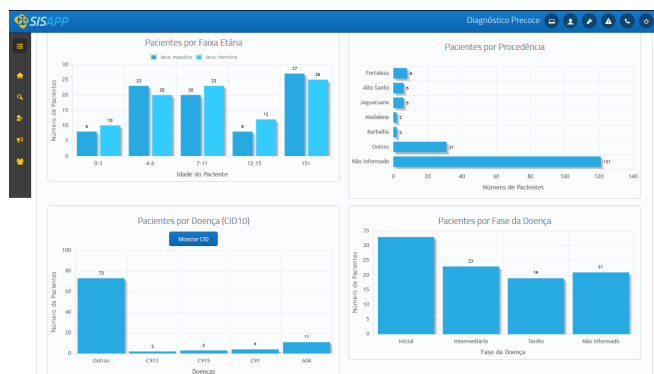 SISAPP
Diagnóstico Precoce
Pacientes por Faixa Etária
Sexo: Masculino Sexo: Feminino
Número de Pacientes
30
25
20
15
10
5
0
8 10 23 20 20 23 8 12 27 25
0-3 4-6 7-11 12-15 15<
Idade do Paciente
Pacientes por Procedência
Fortaleza
Alto Santo
Jaguaruana
Madalena 2
Barbalha 2
Outras 31
Não Informado 121
0 20 40 60 80 100 120 140
Número de Pacientes
Pacientes por Doença (CID10)
Mostrar CID
Número de Pacientes
100
80
60
40
20
0
73 2 4 11
Outras C913 C915 C91 A04
Doenças
Pacientes por Fase da Doença
Número de Pacientes
35
30
25
20
15
10
5
0
23 19 21
Inicial Intermediário Tardio Não Informado
Fase da Doença